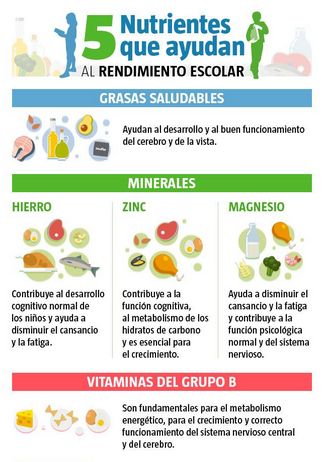 5 Nutrientes
que ayudan
AL RENDIMIENTO ESCOLAR
GRASAS SALUDABLES
Ayudan al desarrollo y al buen funcionamiento
del cerebro y de la vista.
MINERALES
HIERRO
Contribuye al desarrollo
cognitivo normal de
los niños y ayuda a
disminuir el cansancio
y la fatiga.
ZINC
Contribuye a la
función cognitiva,
al metabolismo de los
hidratos de carbono
y es esencial para
el crecimiento.
MAGNESIO
Ayuda a disminuir el
cansancio y la fatiga
y contribuye a la
función psicológica
normal y del sistema
nervioso.
VITAMINAS DEL GRUPO B
Son fundamentales para el metabolismo
energético, para el crecimiento y correcto
funcionamiento del sistema nervioso central
y del cerebro.